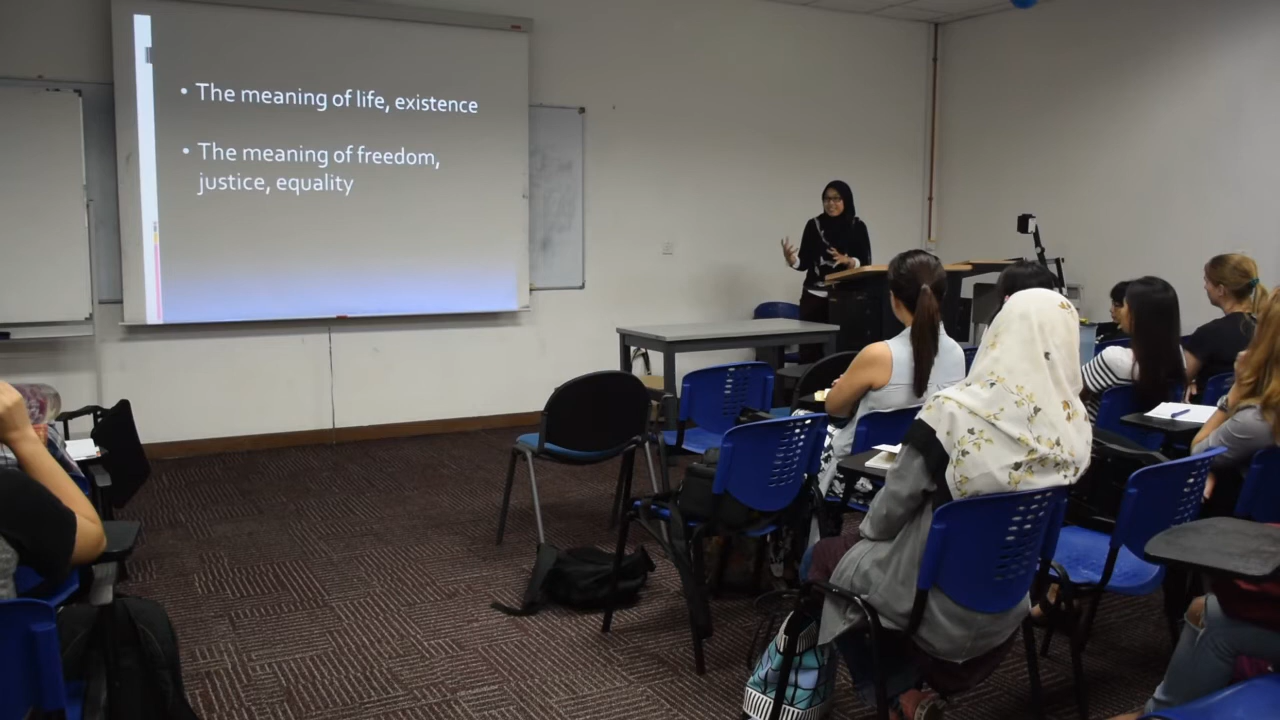 • The meaning of life, existence
• The meaning of freedom,
justice, equality